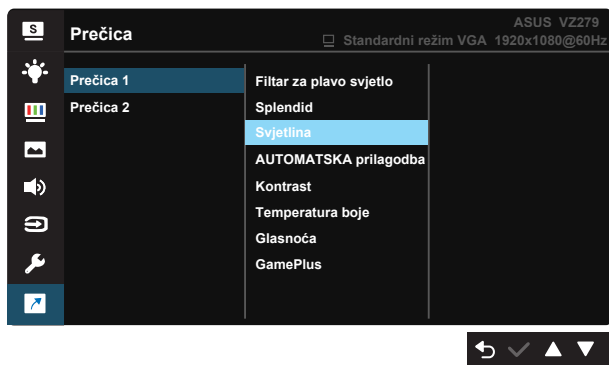 S
Prečica
ASUS VZ279
Standardni režim VGA 1920x1080@60Hz
Prečica 1
Prečica 2
Filtar za plavo svjetlo
Splendid
Svjetlina
AUTOMATSKA prilagodba
Kontrast
Temperatura boje
Glasnoća
GamePlus